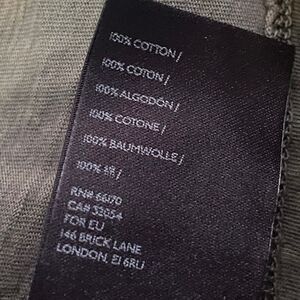 100% COTTON /
100% COTON /
100% ALGODÓN /
100% COTONE /
100% BAUMWOLLE /
100% 棉 /
RN# 66170
CA# 32054
FOR EU
146 BRICK LANE
LONDON, E1 6RU